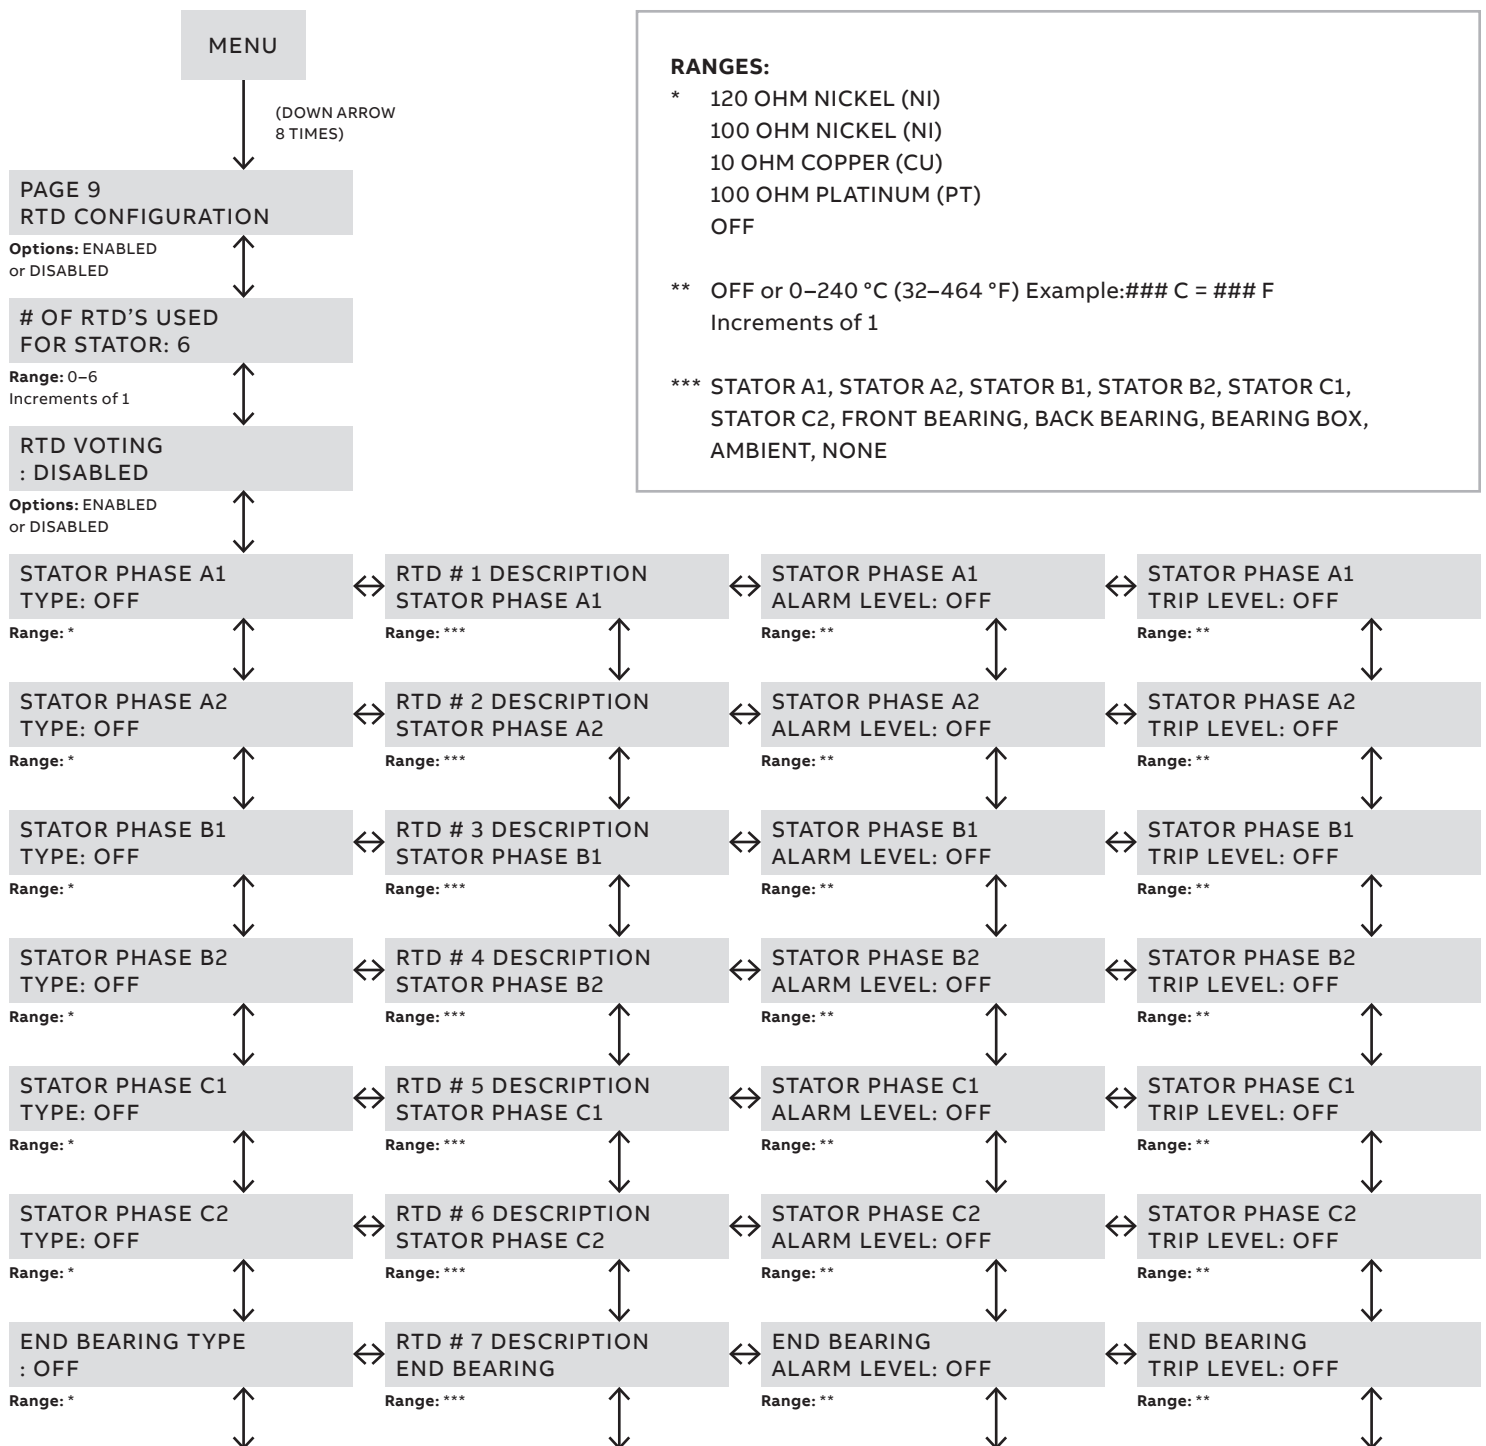 MENU
(DOWN ARROW
8 TIMES)
PAGE 9
RTD CONFIGURATION
Options: ENABLED
or DISABLED
# OF RTD'S USED
FOR STATOR: 6
Range: 0–6
Increments of 1
RTD VOTING
: DISABLED
Options: ENABLED
or DISABLED
RANGES:
* 120 OHM NICKEL (NI)
100 OHM NICKEL (NI)
10 OHM COPPER (CU)
100 OHM PLATINUM (PT)
OFF
** OFF or 0–240 °C (32–464 °F) Example:### C = ### F
Increments of 1
*** STATOR A1, STATOR A2, STATOR B1, STATOR B2, STATOR C1,
STATOR C2, FRONT BEARING, BACK BEARING, BEARING BOX,
AMBIENT, NONE
STATOR PHASE A1
TYPE: OFF
Range: *
RTD # 1 DESCRIPTION
STATOR PHASE A1
Range: ***
STATOR PHASE A1
ALARM LEVEL: OFF
Range: **
STATOR PHASE A1
TRIP LEVEL: OFF
Range: **
STATOR PHASE A2
TYPE: OFF
Range: *
RTD # 2 DESCRIPTION
STATOR PHASE A2
Range: ***
STATOR PHASE A2
ALARM LEVEL: OFF
Range: **
STATOR PHASE A2
TRIP LEVEL: OFF
Range: **
STATOR PHASE B1
TYPE: OFF
Range: *
RTD # 3 DESCRIPTION
STATOR PHASE B1
Range: ***
STATOR PHASE B1
ALARM LEVEL: OFF
Range: **
STATOR PHASE B1
TRIP LEVEL: OFF
Range: **
STATOR PHASE B2
TYPE: OFF
Range: *
RTD # 4 DESCRIPTION
STATOR PHASE B2
Range: ***
STATOR PHASE B2
ALARM LEVEL: OFF
Range: **
STATOR PHASE B2
TRIP LEVEL: OFF
Range: **
STATOR PHASE C1
TYPE: OFF
Range: *
RTD # 5 DESCRIPTION
STATOR PHASE C1
Range: ***
STATOR PHASE C1
ALARM LEVEL: OFF
Range: **
STATOR PHASE C1
TRIP LEVEL: OFF
Range: **
STATOR PHASE C2
TYPE: OFF
Range: *
RTD # 6 DESCRIPTION
STATOR PHASE C2
Range: ***
STATOR PHASE C2
ALARM LEVEL: OFF
Range: **
STATOR PHASE C2
TRIP LEVEL: OFF
Range: **
END BEARING TYPE
: OFF
Range: *
RTD # 7 DESCRIPTION
END BEARING
Range: ***
END BEARING
ALARM LEVEL: OFF
Range: **
END BEARING
TRIP LEVEL: OFF
Range: **